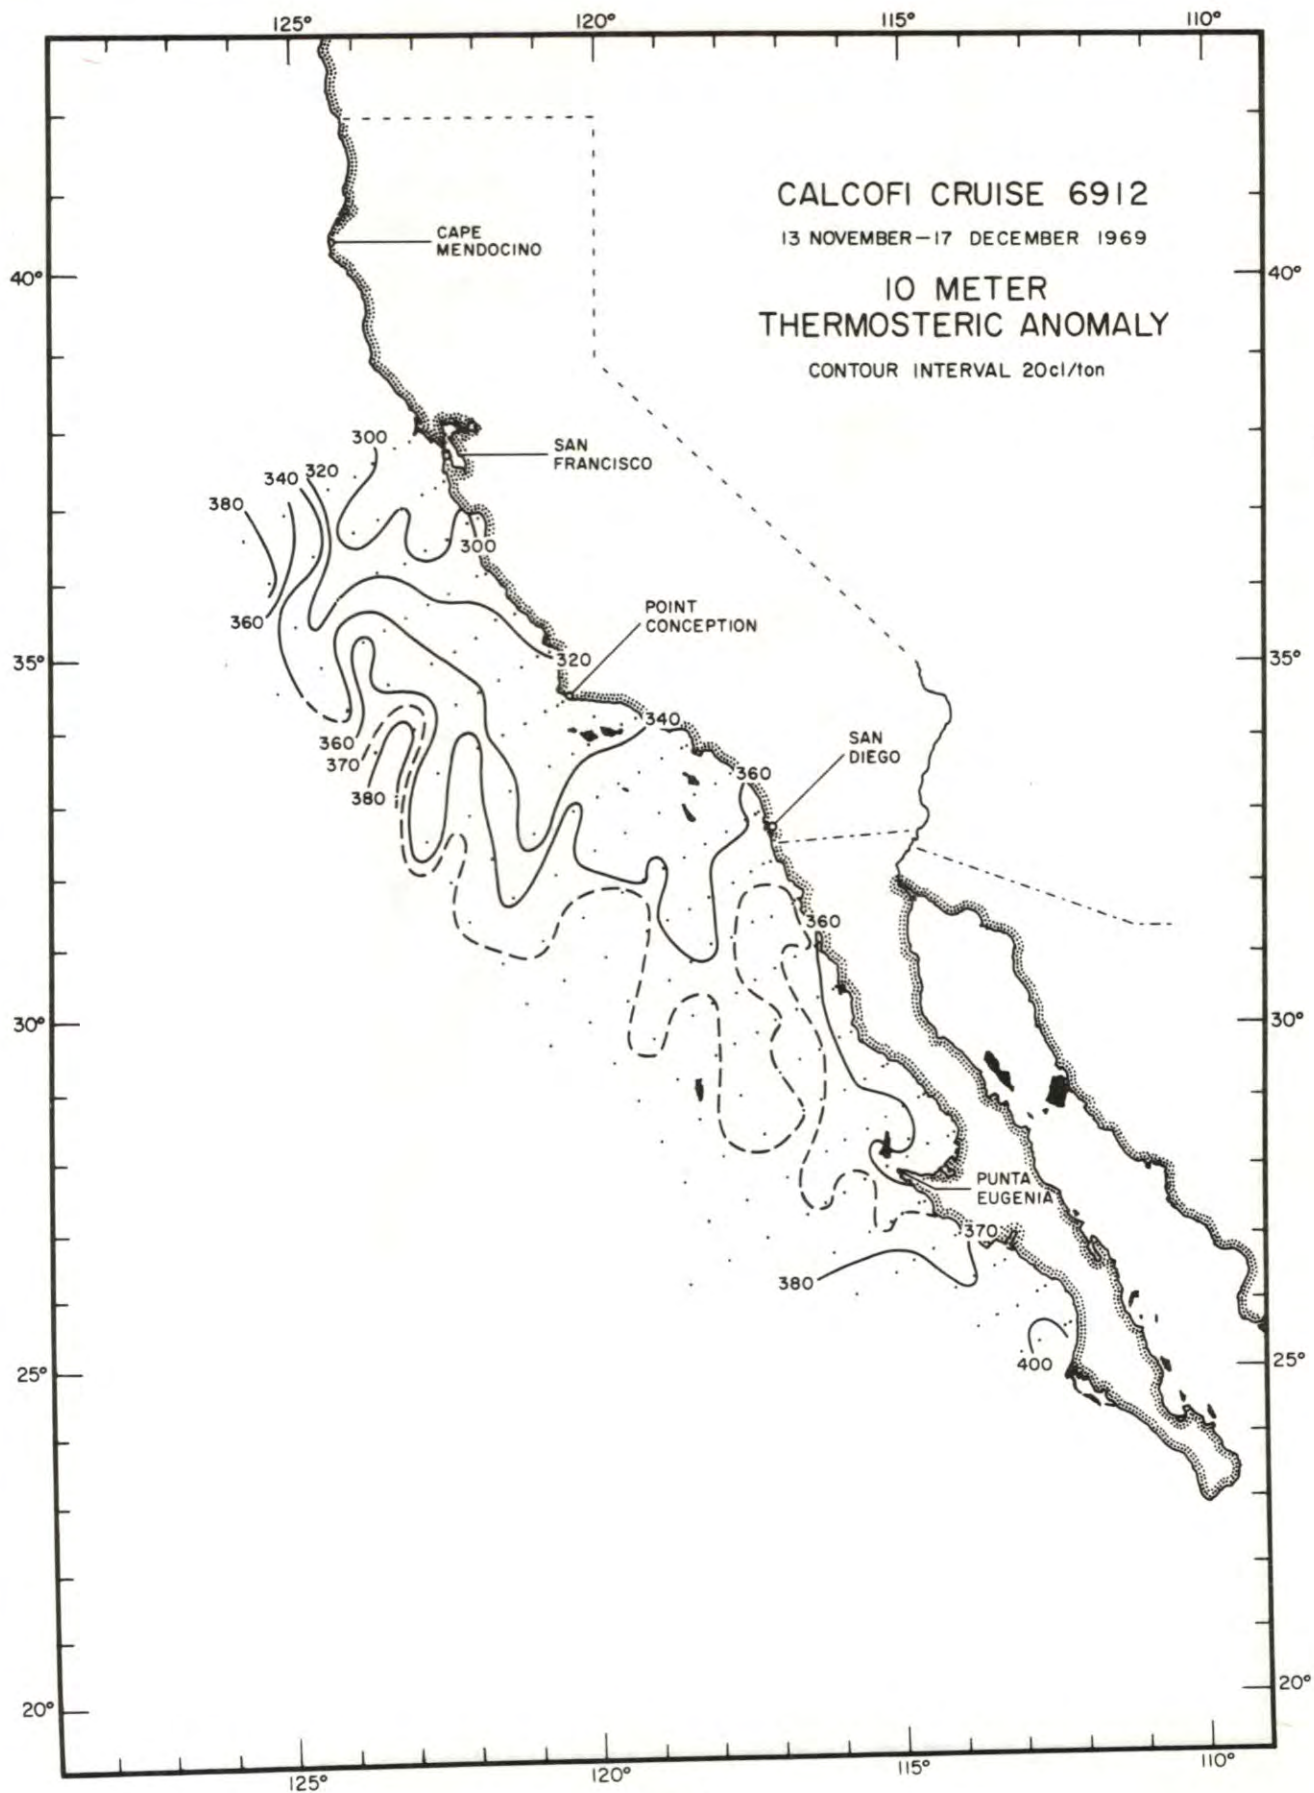 125° 120° 115° 110°
CALCOFI CRUISE 6912
13 NOVEMBER–17 DECEMBER 1969
10 METER
THERMOSTERIC ANOMALY
CONTOUR INTERVAL 20cl/ton
CAPE
MENDOCINO
40° 40°
300
SAN
FRANCISCO
340 320
380
300
POINT
CONCEPTION
360
35° 320 35°
340
SAN
DIEGO
360
370
360
380
360
30° 30°
PUNTA
EUGENIA
370
380
400
25° 25°
20° 20°
125° 120° 115° 110°